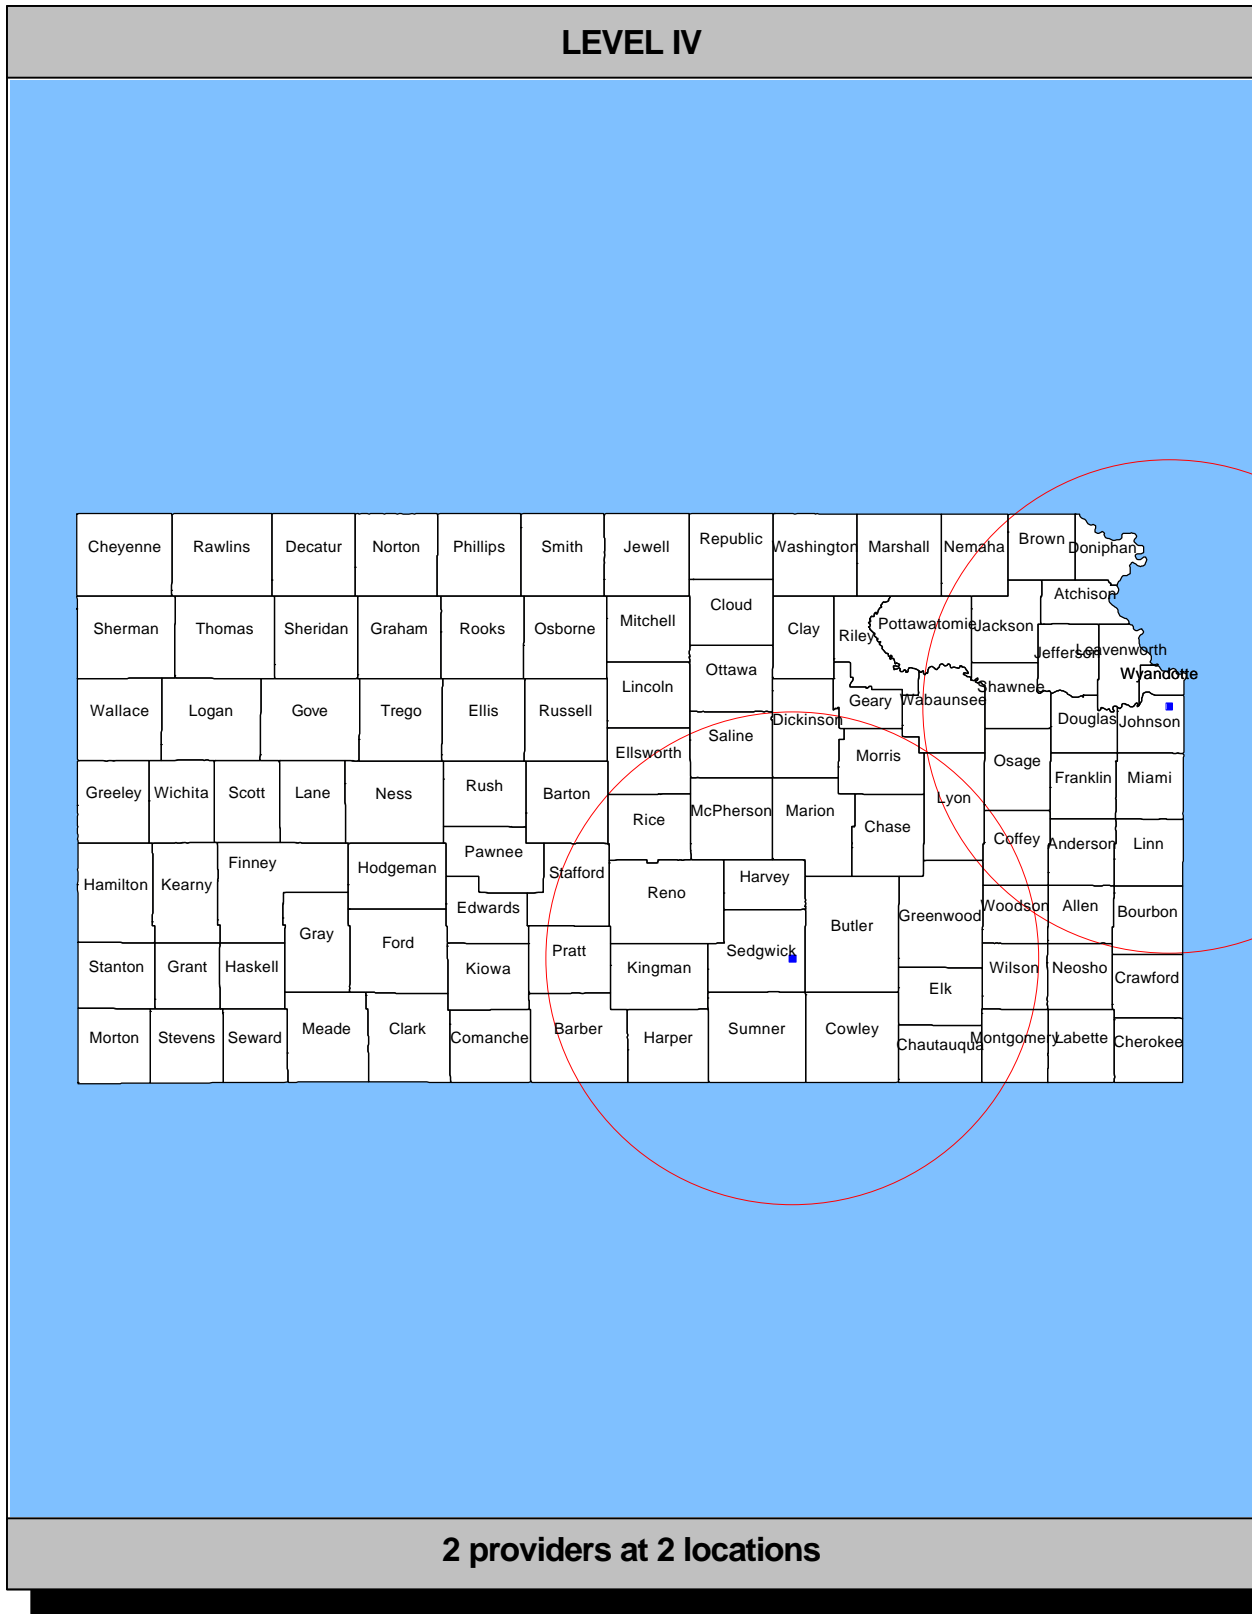 LEVEL IV
Cheyenne Rawlins Decatur Norton Phillips Smith Jewell Republic Washington Marshall Nemaha Brown Doniphan
Sherman Thomas Sheridan Graham Rooks Osborne Mitchell Cloud Clay Riley Pottawatomie Jackson Atchison
Jefferson Leavenworth
Wallace Logan Gove Trego Ellis Russell Lincoln Ottawa Dickinson Geary Wabaunsee Shawnee Douglas Johnson Wyandotte
Ellsworth Saline Morris Osage Franklin Miami
Greeley Wichita Scott Lane Ness Rush Barton Rice McPherson Marion Chase Lyon Coffey Anderson Linn
Hamilton Kearny Finney Hodgeman Pawnee Stafford Reno Harvey Butler Greenwood Woodson Allen Bourbon
Gray Ford Edwards
Stanton Grant Haskell Kiowa Pratt Kingman Sedgwick Elk Wilson Neosho Crawford
Morton Stevens Seward Meade Clark Comanche Barber Harper Sumner Cowley Chautauqua Montgomery Labette Cherokee
2 providers at 2 locations